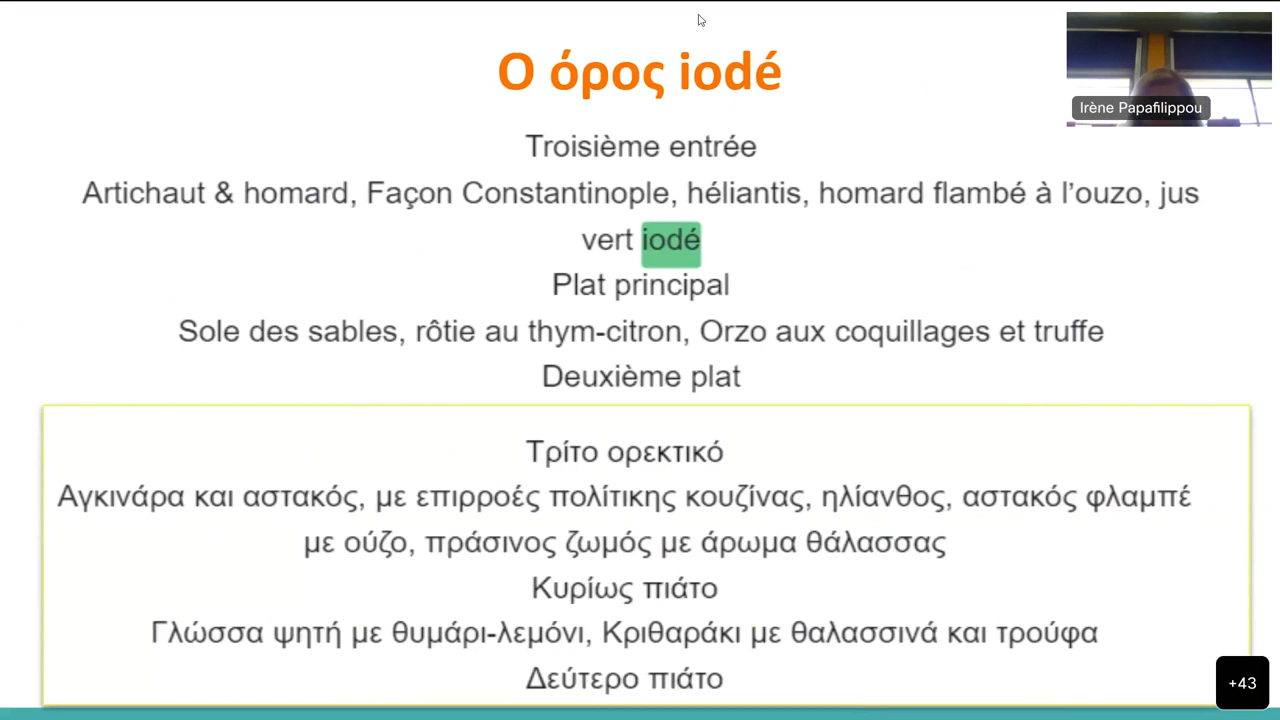 Ο όρος iodé
Irène Papafilippou
Troisième entrée
Artichaut & homard, Façon Constantinople, héliantis, homard flambé à l’ouzo, jus
vert iodé
Plat principal
Sole des sables, rôtie au thym-citron, Orzo aux coquillages et truffe
Deuxième plat
Τρίτο ορεκτικό
Αγκινάρα και αστακός, με επιρροές πολίτικης κουζίνας, ηλίανθος, αστακός φλαμπέ
με ούζο, πράσινος ζωμός με άρωμα θάλασσας
Κυρίως πιάτο
Γλώσσα ψητή με θυμάρι-λεμόνι, Κριθαράκι με θαλασσινά και τρούφα
Δεύτερο πιάτο
+43